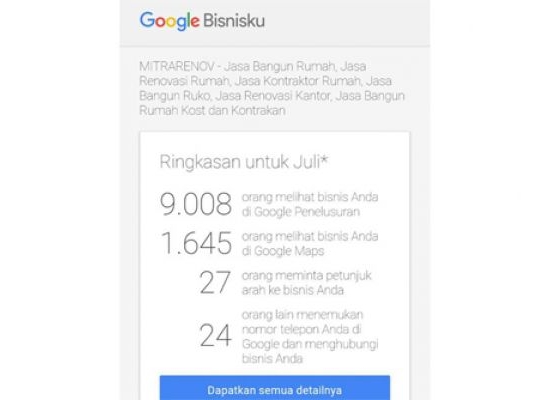 Google Bisnisku
MITRARENOV - Jasa Bangun Rumah, Jasa
Renovasi Rumah, Jasa Kontraktor Rumah, Jasa
Bangun Ruko, Jasa Renovasi Kantor, Jasa Bangun
Rumah Kost dan Kontrakan
Ringkasan untuk Juli*
9.008 orang melihat bisnis Anda
di Google Penelusuran
1.645 orang melihat bisnis Anda
di Google Maps
27 orang meminta petunjuk
arah ke bisnis Anda
24 orang lain menemukan
nomor telepon Anda di
Google dan menghubungi
bisnis Anda
Dapatkan semua detailnya